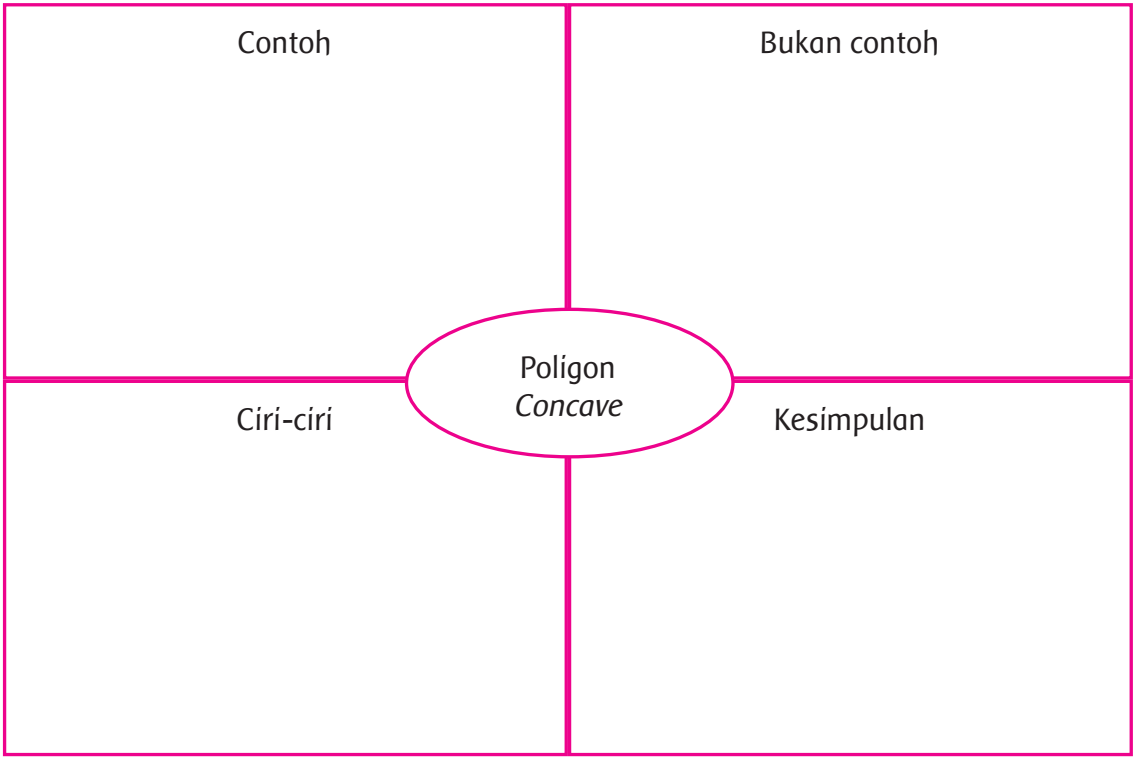 Contoh
Bukan contoh
Poligon
Concave
Ciri-ciri
Kesimpulan